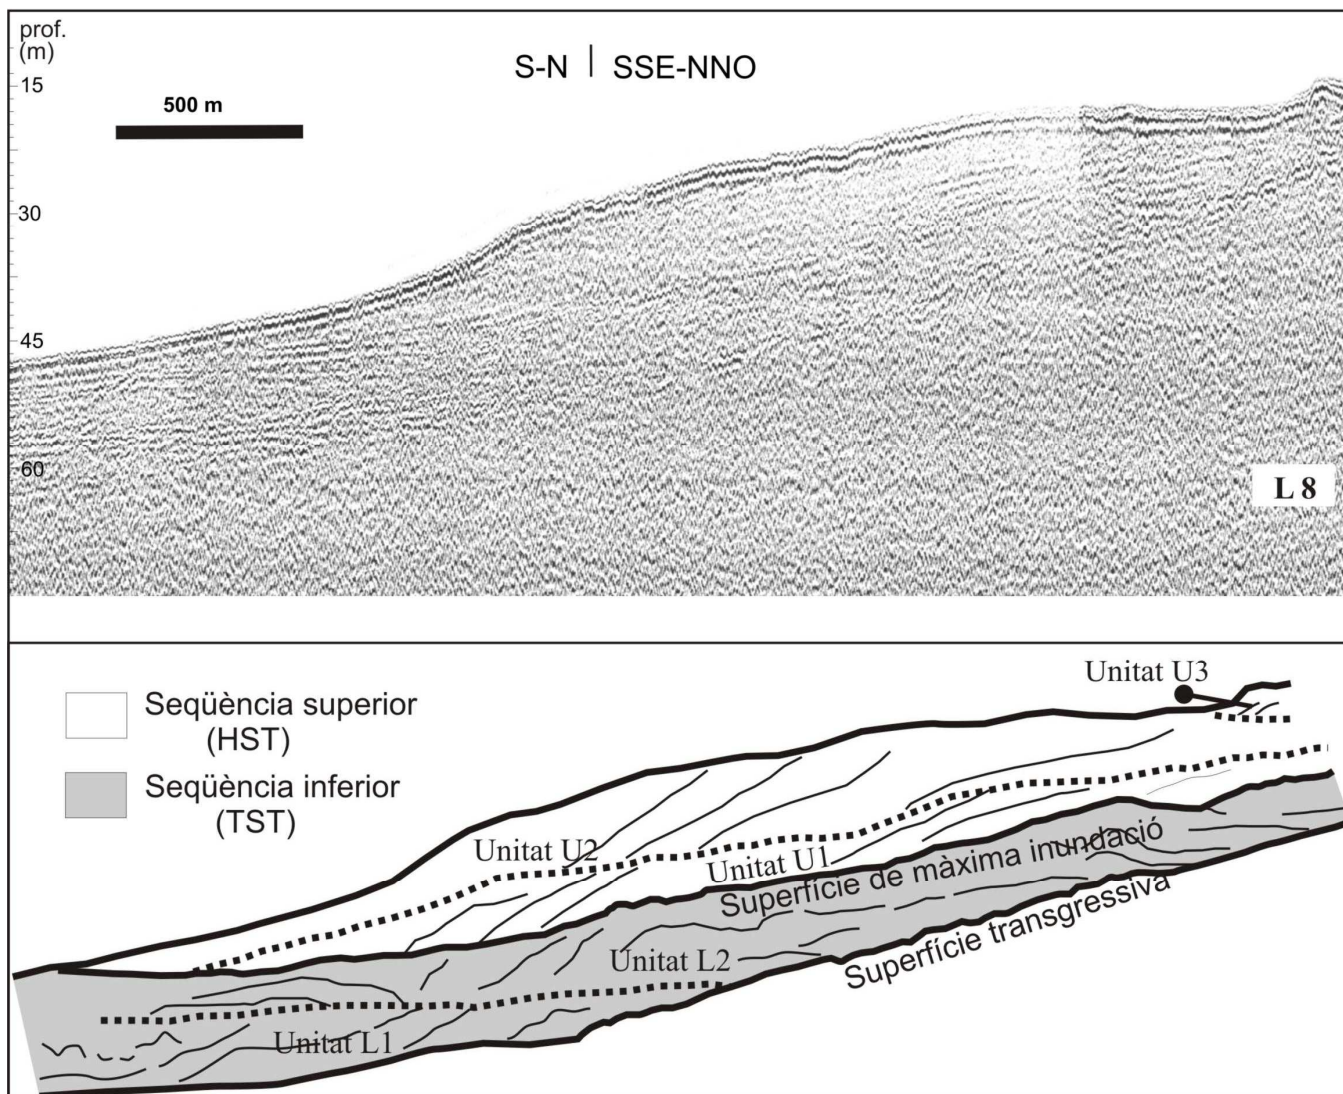 prof.
(m)
S-N | SSE-NNO
15
500 m
30
45
60
L 8
Unitat U3
Seqüència superior
(HST)
Seqüència inferior
(TST)
Unitat U2
Unitat U1
Superfície de màxima inundació
Superfície transgressiva
Unitat L2
Unitat L1